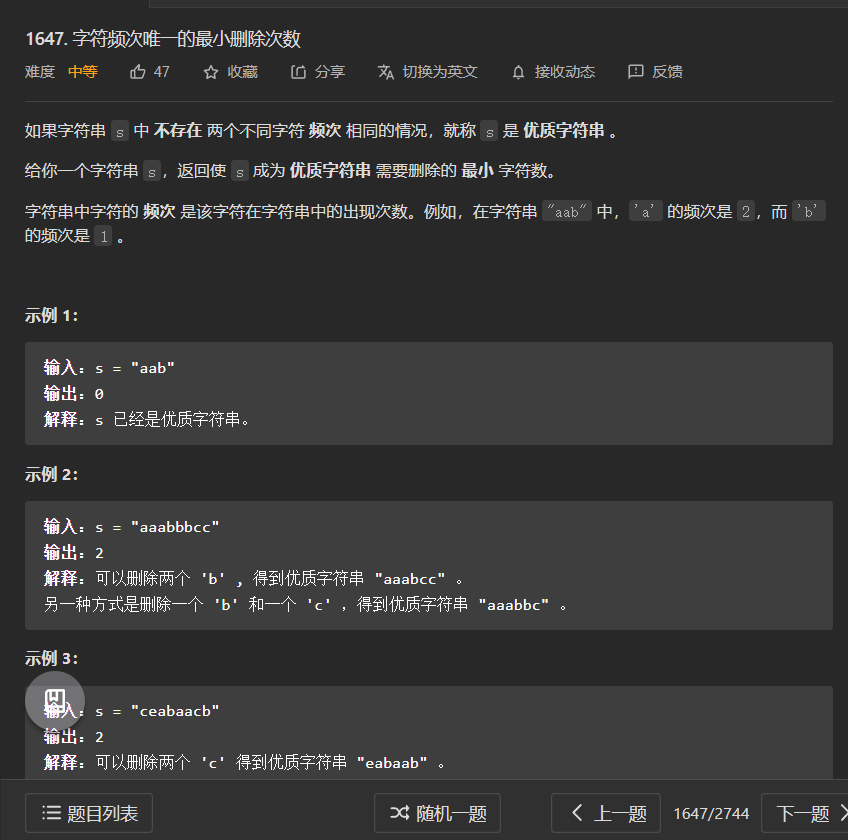 1647. 字符频次唯一的最小删除次数
难度 中等 47 收藏 分享 切换为英文 接收动态 反馈
如果字符串 s 中 不存在 两个不同字符 频次 相同的情况，就称 s 是 优质字符串 。
给你一个字符串 s，返回使 s 成为 优质字符串 需要删除的 最小 字符数。
字符串中字符的 频次 是该字符在字符串中的出现次数。例如，在字符串 "aab" 中，'a' 的频次是 2，而 'b'
的频次是 1 。
示例 1：
输入：s = "aab"
输出：0
解释：s 已经是优质字符串。
示例 2：
输入：s = "aaabbbcc"
输出：2
解释：可以删除两个 'b' , 得到优质字符串 "aaabcc" 。
另一种方式是删除一个 'b' 和一个 'c' ，得到优质字符串 "aaabbc" 。
示例 3：
输入：s = "ceabaacb"
输出：2
解释：可以删除两个 'c' 得到优质字符串 "eabaab" 。
题目列表 随机一题 上一题 1647/2744 下一题